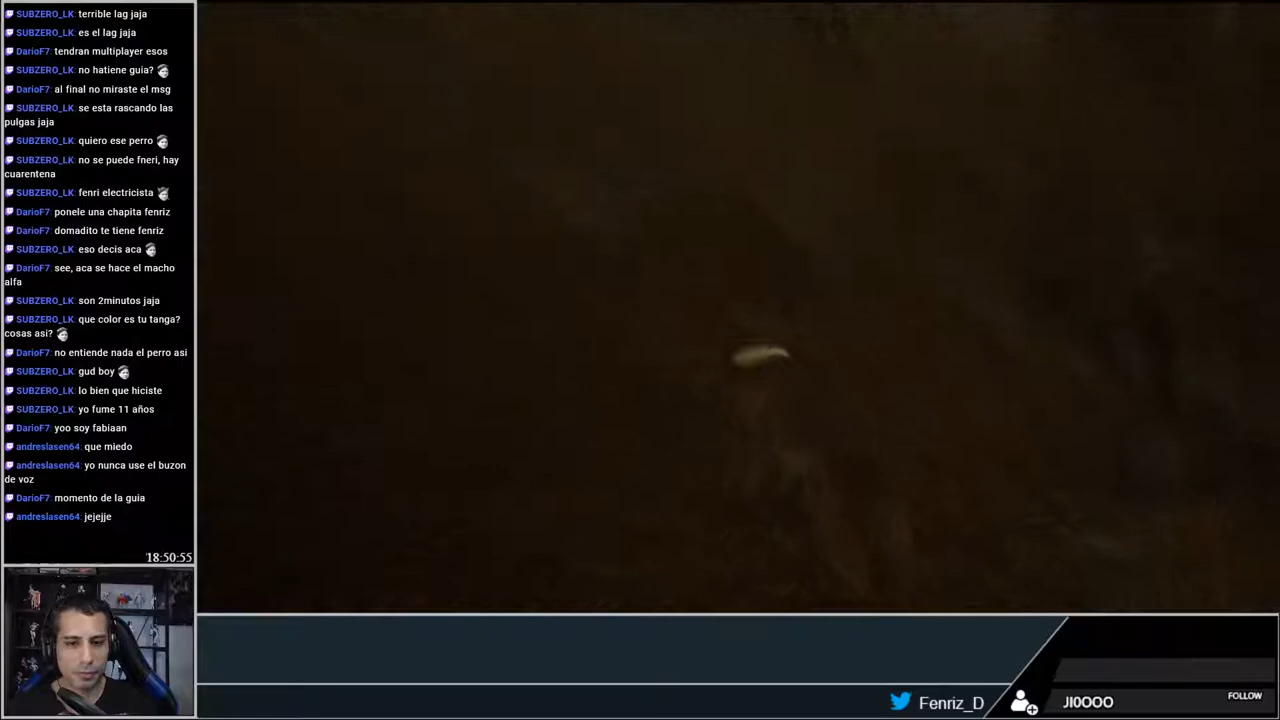 SUBZERO_LK: terrible lag jaja
SUBZERO_LK: es el lag jaja
DarioF7: tendran multiplayer esos
SUBZERO_LK: no hatiene guia?
DarioF7: al final no miraste el msg
SUBZERO_LK: se esta rascando las
pulgas jaja
SUBZERO_LK: quiero ese perro
SUBZERO_LK: no se puede fneri, hay
cuarentena
SUBZERO_LK: fenri electricista
DarioF7: ponele una chapita fenriz
DarioF7: domadito te tiene fenriz
SUBZERO_LK: eso decis aca
DarioF7: see, aca se hace el macho
alfa
SUBZERO_LK: son 2minutos jaja
SUBZERO_LK: que color es tu tanga?
cosas asi?
DarioF7: no entiende nada el perro asi
SUBZERO_LK: gud boy
SUBZERO_LK: lo bien que hiciste
SUBZERO_LK: yo fume 11 años
DarioF7: yoo soy fabiaan
andreslasen64: que miedo
andreslasen64: yo nunca use el buzon
de voz
DarioF7: momento de la guia
andreslasen64: jejejje
18:50:55
Fenriz_D
JI0OOO
FOLLOW